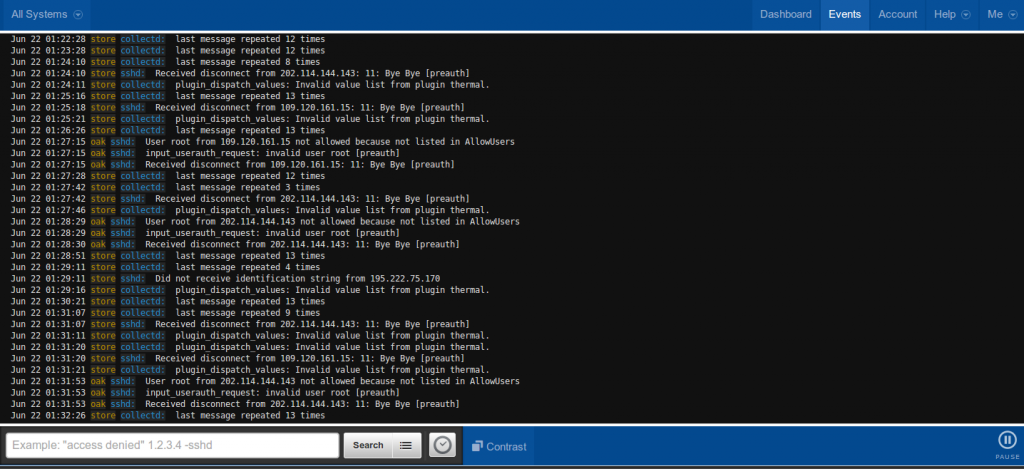 All Systems Dashboard Events Account Help Me
Jun 22 01:22:28 store collectd: last message repeated 12 times
Jun 22 01:23:28 store collectd: last message repeated 12 times
Jun 22 01:24:10 store collectd: last message repeated 8 times
Jun 22 01:24:10 store sshd: Received disconnect from 202.114.144.143: 11: Bye Bye [preauth]
Jun 22 01:24:11 store collectd: plugin_dispatch_values: Invalid value list from plugin thermal.
Jun 22 01:25:16 store collectd: last message repeated 13 times
Jun 22 01:25:18 store sshd: Received disconnect from 109.120.161.15: 11: Bye Bye [preauth]
Jun 22 01:25:21 store collectd: plugin_dispatch_values: Invalid value list from plugin thermal.
Jun 22 01:26:26 store collectd: last message repeated 13 times
Jun 22 01:27:15 oak sshd: User root from 109.120.161.15 not allowed because not listed in AllowUsers
Jun 22 01:27:15 oak sshd: input_userauth_request: invalid user root [preauth]
Jun 22 01:27:15 oak sshd: Received disconnect from 109.120.161.15: 11: Bye Bye [preauth]
Jun 22 01:27:28 store collectd: last message repeated 12 times
Jun 22 01:27:42 store collectd: last message repeated 3 times
Jun 22 01:27:42 store sshd: Received disconnect from 202.114.144.143: 11: Bye Bye [preauth]
Jun 22 01:27:46 store collectd: plugin_dispatch_values: Invalid value list from plugin thermal.
Jun 22 01:28:29 oak sshd: User root from 202.114.144.143 not allowed because not listed in AllowUsers
Jun 22 01:28:29 oak sshd: input_userauth_request: invalid user root [preauth]
Jun 22 01:28:30 oak sshd: Received disconnect from 202.114.144.143: 11: Bye Bye [preauth]
Jun 22 01:28:51 store collectd: last message repeated 13 times
Jun 22 01:29:11 store collectd: last message repeated 4 times
Jun 22 01:29:11 store sshd: Did not receive identification string from 195.222.75.170
Jun 22 01:29:16 store collectd: plugin_dispatch_values: Invalid value list from plugin thermal.
Jun 22 01:30:21 store collectd: last message repeated 13 times
Jun 22 01:31:07 store collectd: last message repeated 9 times
Jun 22 01:31:07 store sshd: Received disconnect from 202.114.144.143: 11: Bye Bye [preauth]
Jun 22 01:31:11 store collectd: plugin_dispatch_values: Invalid value list from plugin thermal.
Jun 22 01:31:20 store collectd: plugin_dispatch_values: Invalid value list from plugin thermal.
Jun 22 01:31:20 store sshd: Received disconnect from 109.120.161.15: 11: Bye Bye [preauth]
Jun 22 01:31:21 store collectd: plugin_dispatch_values: Invalid value list from plugin thermal.
Jun 22 01:31:53 oak sshd: User root from 202.114.144.143 not allowed because not listed in AllowUsers
Jun 22 01:31:53 oak sshd: input_userauth_request: invalid user root [preauth]
Jun 22 01:31:53 oak sshd: Received disconnect from 202.114.144.143: 11: Bye Bye [preauth]
Jun 22 01:32:26 store collectd: last message repeated 13 times
Example: "access denied" 1.2.3.4 -sshd Search Contrast
PAUSE